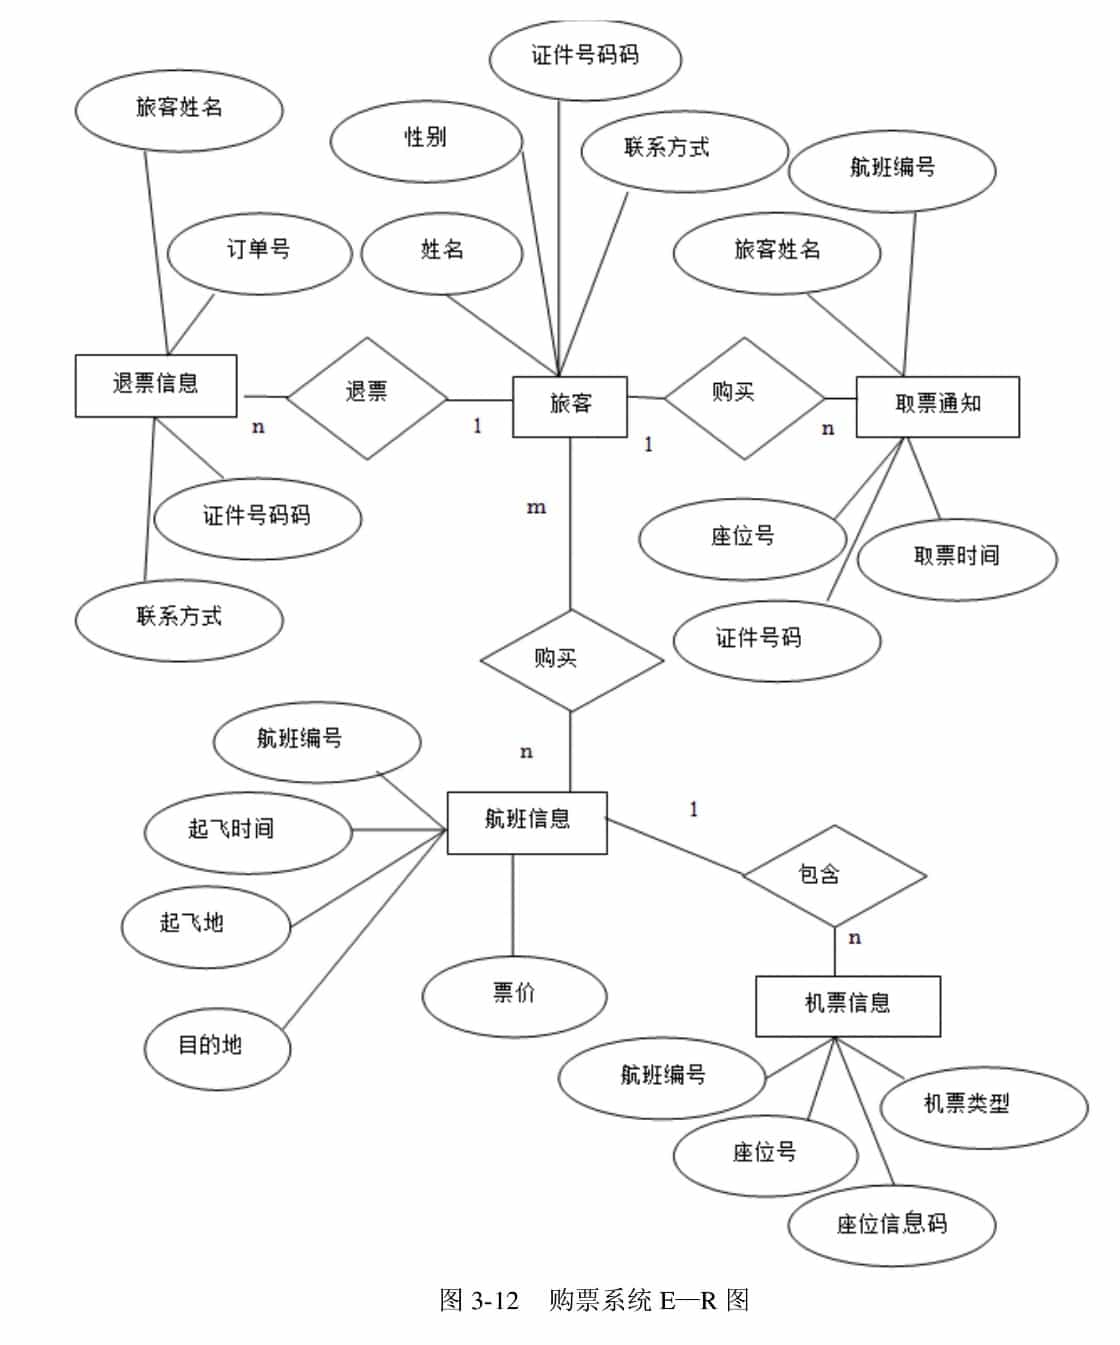 证件号码码
旅客姓名
性别
联系方式
航班编号
订单号
姓名
旅客姓名
退票信息
退票
旅客
购买
取票通知
n
1
1
n
证件号码码
m
座位号
取票时间
联系方式
证件号码
购买
航班编号
n
起飞时间
航班信息
1
包含
起飞地
n
票价
机票信息
目的地
航班编号
机票类型
座位号
座位信息码
图 3-12 购票系统 E—R 图